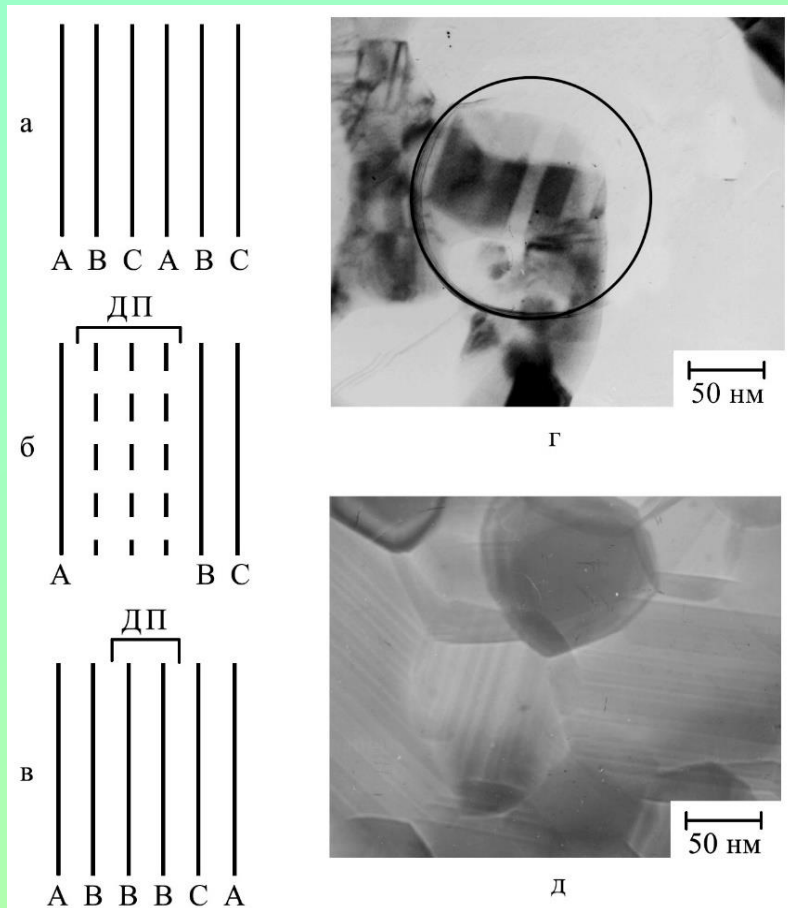 а
А В С А В С
ДП
б
А В С
ДП
в
А В В В С А
50 нм
г
50 нм
д